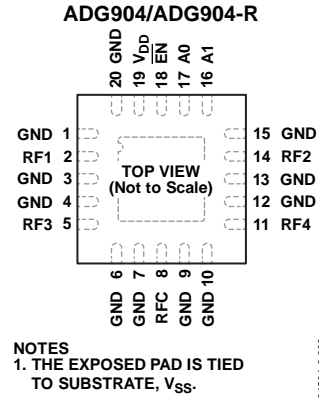 ADG904/ADG904-R
20 GND
19 VDD
18 EN
17 A0
16 A1
GND 1
RF1 2
GND 3
GND 4
RF3 5
15 GND
14 RF2
13 GND
12 GND
11 RF4
TOP VIEW
(Not to Scale)
GND 6
GND 7
RFC 8
GND 9
GND 10
NOTES
1. THE EXPOSED PAD IS TIED
TO SUBSTRATE, VSS.